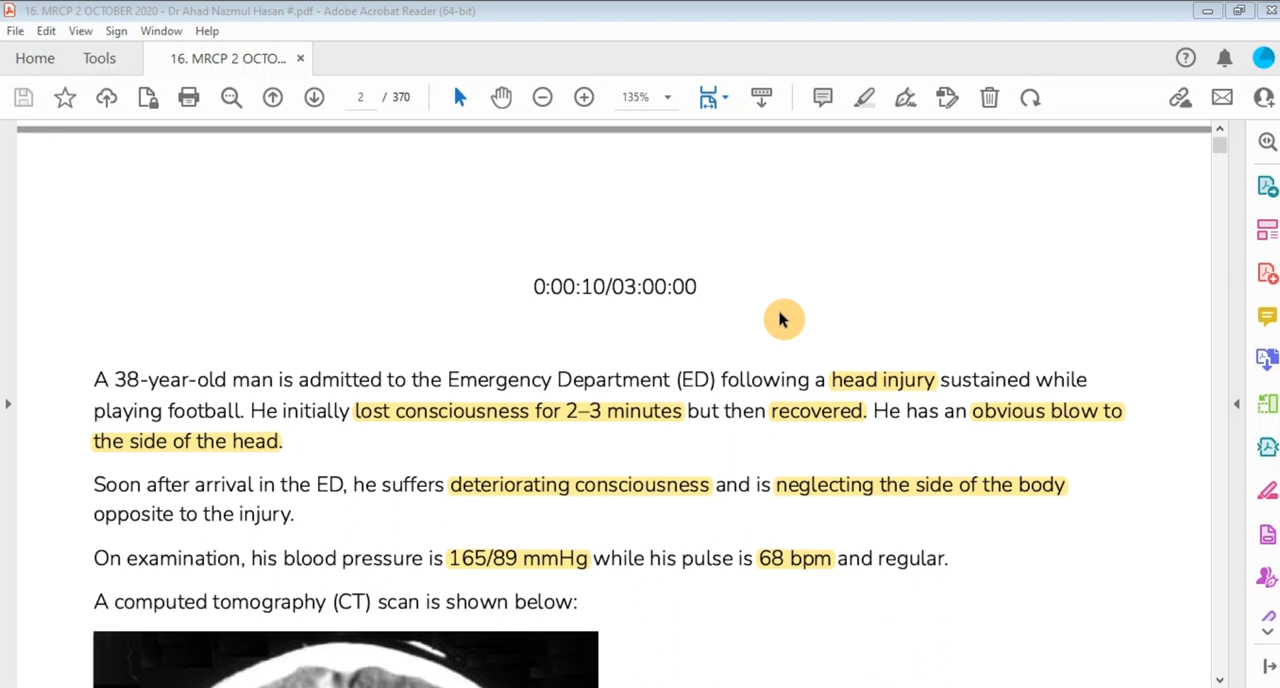 16. MRCP 2 OCTOBER 2020 - Dr Ahad Nazmul Hasan #.pdf - Adobe Acrobat Reader (64-bit)
File Edit View Sign Window Help
Home Tools 16. MRCP 2 OCTO... ×
2 / 370 135%
0:00:10/03:00:00
A 38-year-old man is admitted to the Emergency Department (ED) following a head injury sustained while
playing football. He initially lost consciousness for 2–3 minutes but then recovered. He has an obvious blow to
the side of the head.
Soon after arrival in the ED, he suffers deteriorating consciousness and is neglecting the side of the body
opposite to the injury.
On examination, his blood pressure is 165/89 mmHg while his pulse is 68 bpm and regular.
A computed tomography (CT) scan is shown below: